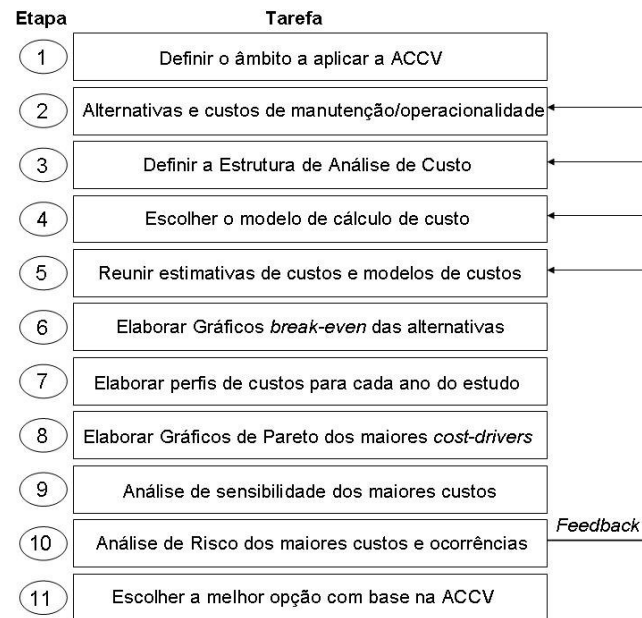 Etapa Tarefa
1 Definir o âmbito a aplicar a ACCV
2 Alternativas e custos de manutenção/operacionalidade
3 Definir a Estrutura de Análise de Custo
4 Escolher o modelo de cálculo de custo
5 Reunir estimativas de custos e modelos de custos
6 Elaborar Gráficos break-even das alternativas
7 Elaborar perfis de custos para cada ano do estudo
8 Elaborar Gráficos de Pareto dos maiores cost-drivers
9 Análise de sensibilidade dos maiores custos
Feedback
10 Análise de Risco dos maiores custos e ocorrências
11 Escolher a melhor opção com base na ACCV